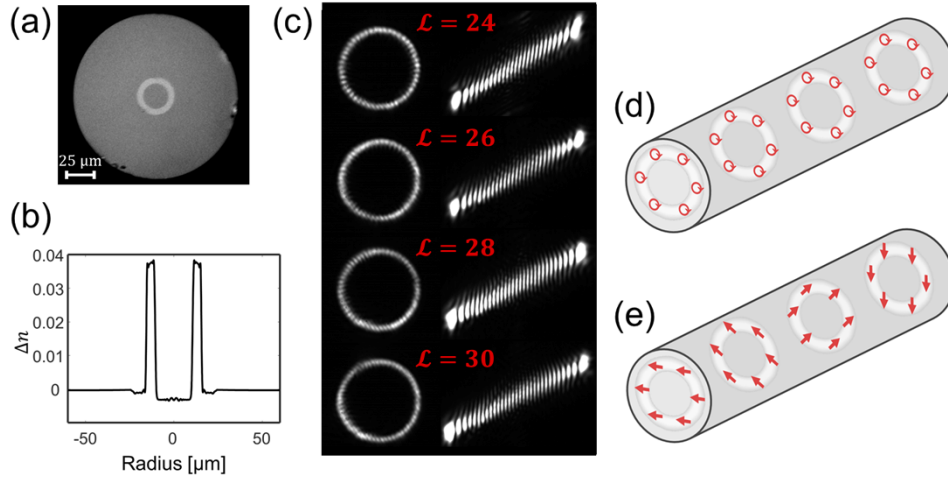 (a)
25 μm
(b)
0.04
0.03
0.02
0.01
0
Δn
-50
0
50
Radius [μm]
(c)
ℒ = 24
ℒ = 26
ℒ = 28
ℒ = 30
(d)
(e)